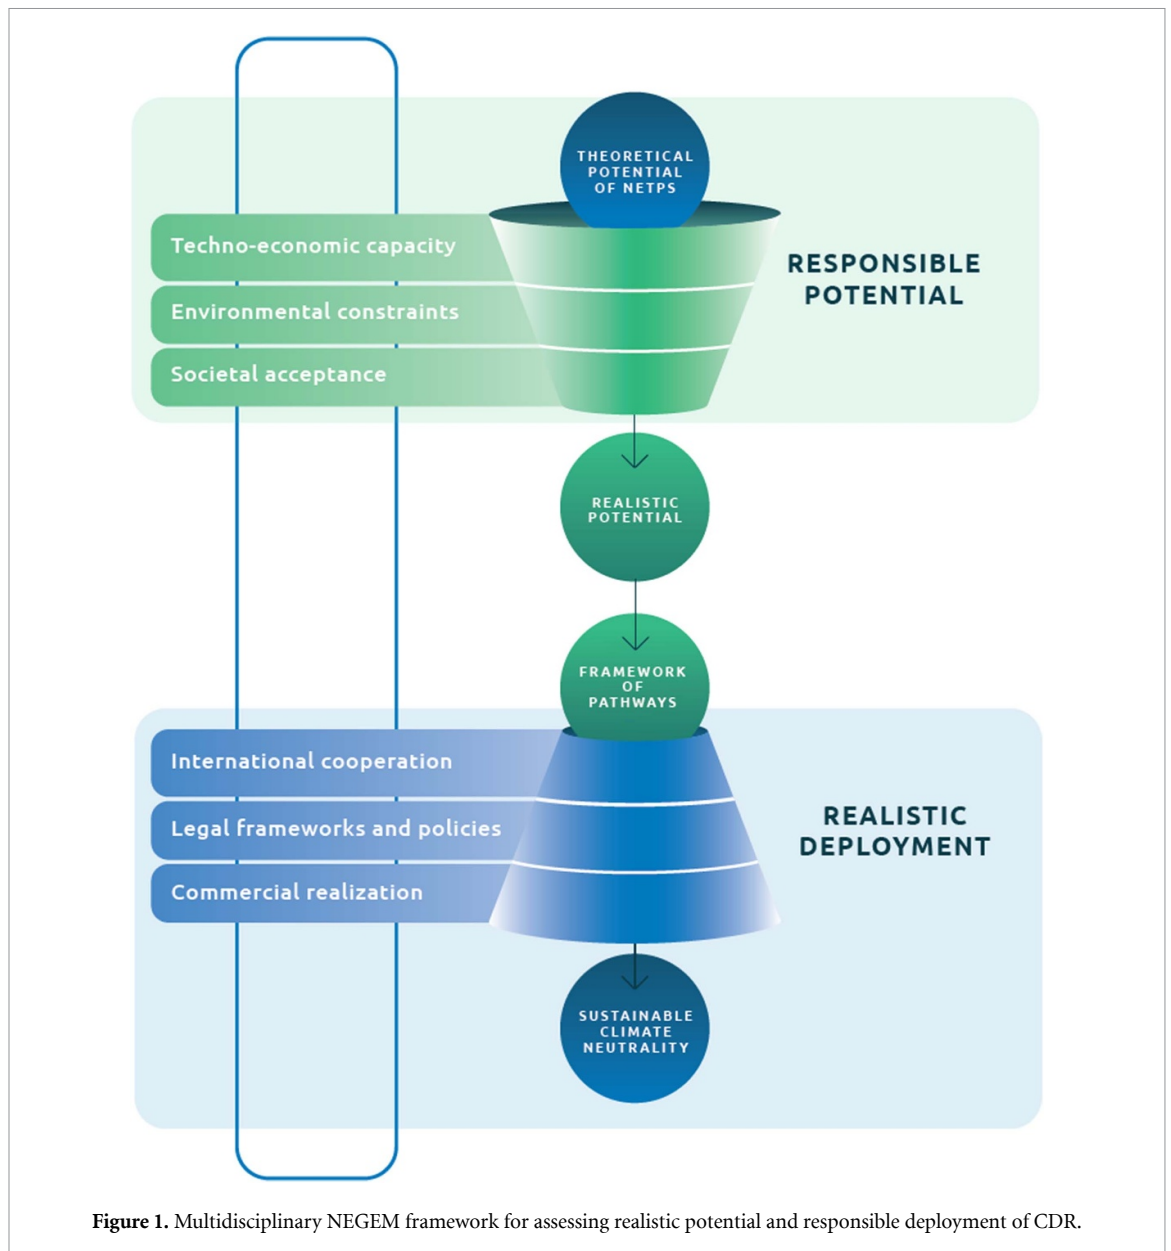 THEORETICAL
POTENTIAL
OF NETPS
Techno-economic capacity
Environmental constraints
Societal acceptance
RESPONSIBLE
POTENTIAL
REALISTIC
POTENTIAL
FRAMEWORK
OF
PATHWAYS
International cooperation
Legal frameworks and policies
Commercial realization
REALISTIC
DEPLOYMENT
SUSTAINABLE
CLIMATE
NEUTRALITY
Figure 1. Multidisciplinary NEGEM framework for assessing realistic potential and responsible deployment of CDR.